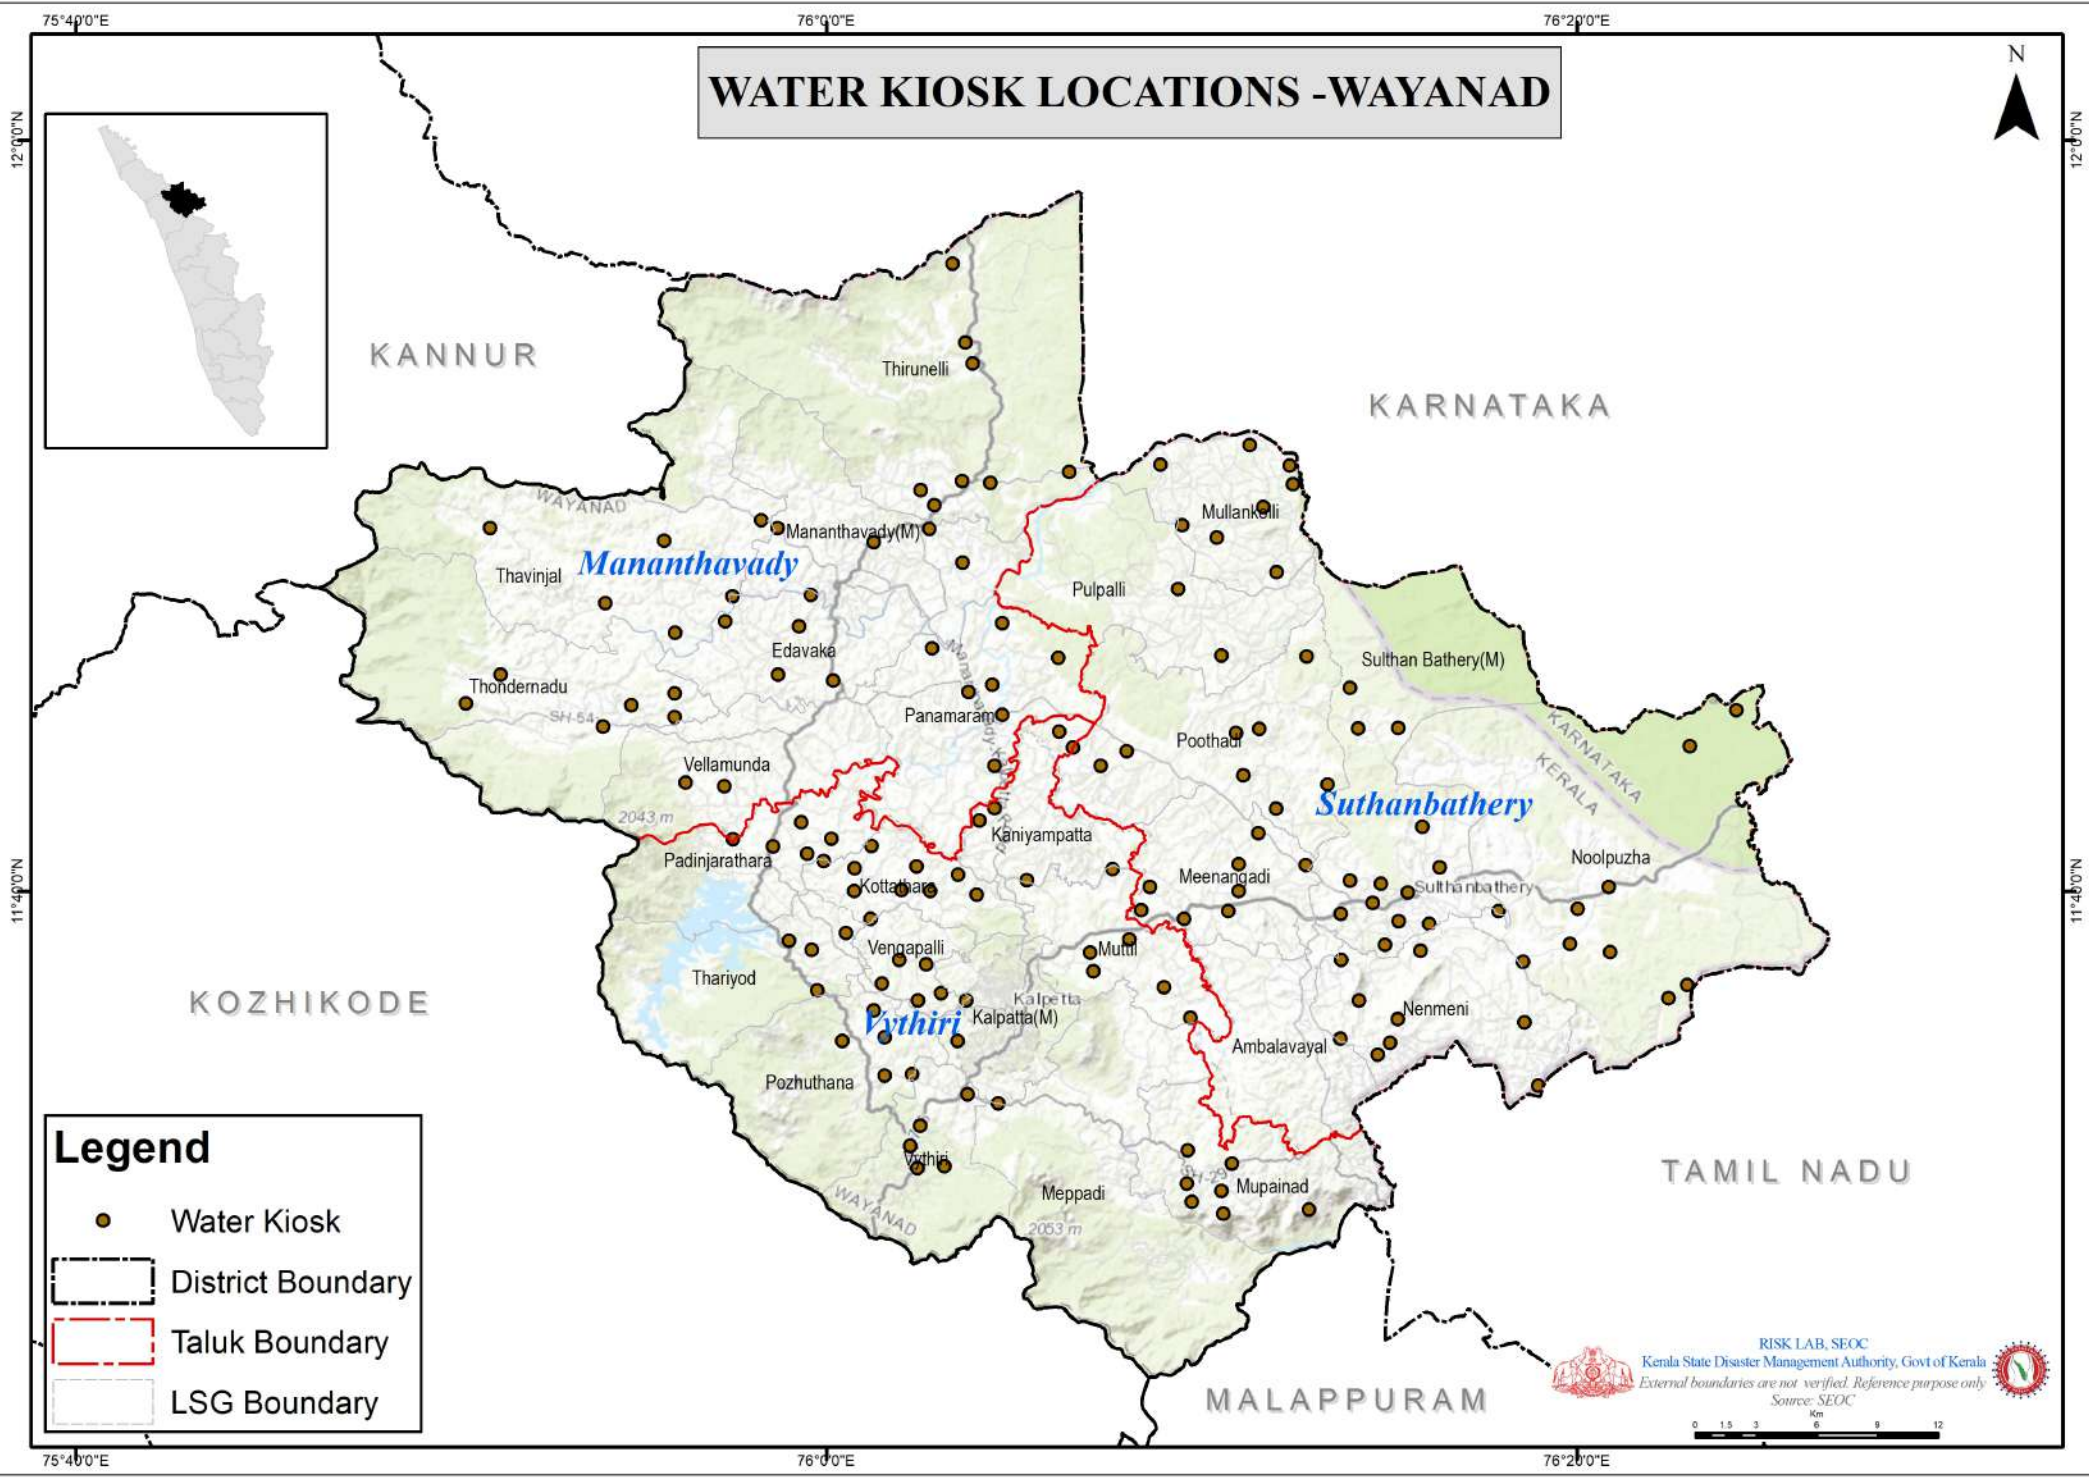 75°40'0"E
76°0'0"E
76°20'0"E
WATER KIOSK LOCATIONS -WAYANAD
N
12°0'0"N
12°0'0"N
KANNUR
KARNATAKA
Thirunelli
WAYANAD
Mullankolli
Mananthavady(M)
Mananthavady
Thavinjal
Pulpalli
Edavaka
Sulthan Bathery(M)
Thondernadu
SH-54
Panamaram
Poothadi
KARNATAKA
KERALA
Vellamunda
Suthanbathery
2043 m
Kaniyampatta
Padinjarathara
Noolpuzha
Meenangadi
Kottathara
Sulthanbathery
11°40'0"N
11°40'0"N
Vengapalli
Muttil
Thariyod
KOZHIKODE
Kalpetta
Kalpatta(M)
Vythiri
Nenmeni
Ambalavayal
Pozhuthana
Vythiri
SH-29
Mupainad
TAMIL NADU
Meppadi
WAYANAD
2053 m
Legend
Water Kiosk
District Boundary
Taluk Boundary
LSG Boundary
MALAPPURAM
RISK LAB, SEOC
Kerala State Disaster Management Authority, Govt of Kerala
External boundaries are not verified. Reference purpose only
Source: SEOC
Km
0 1.5 3 6 9 12
75°40'0"E
76°0'0"E
76°20'0"E